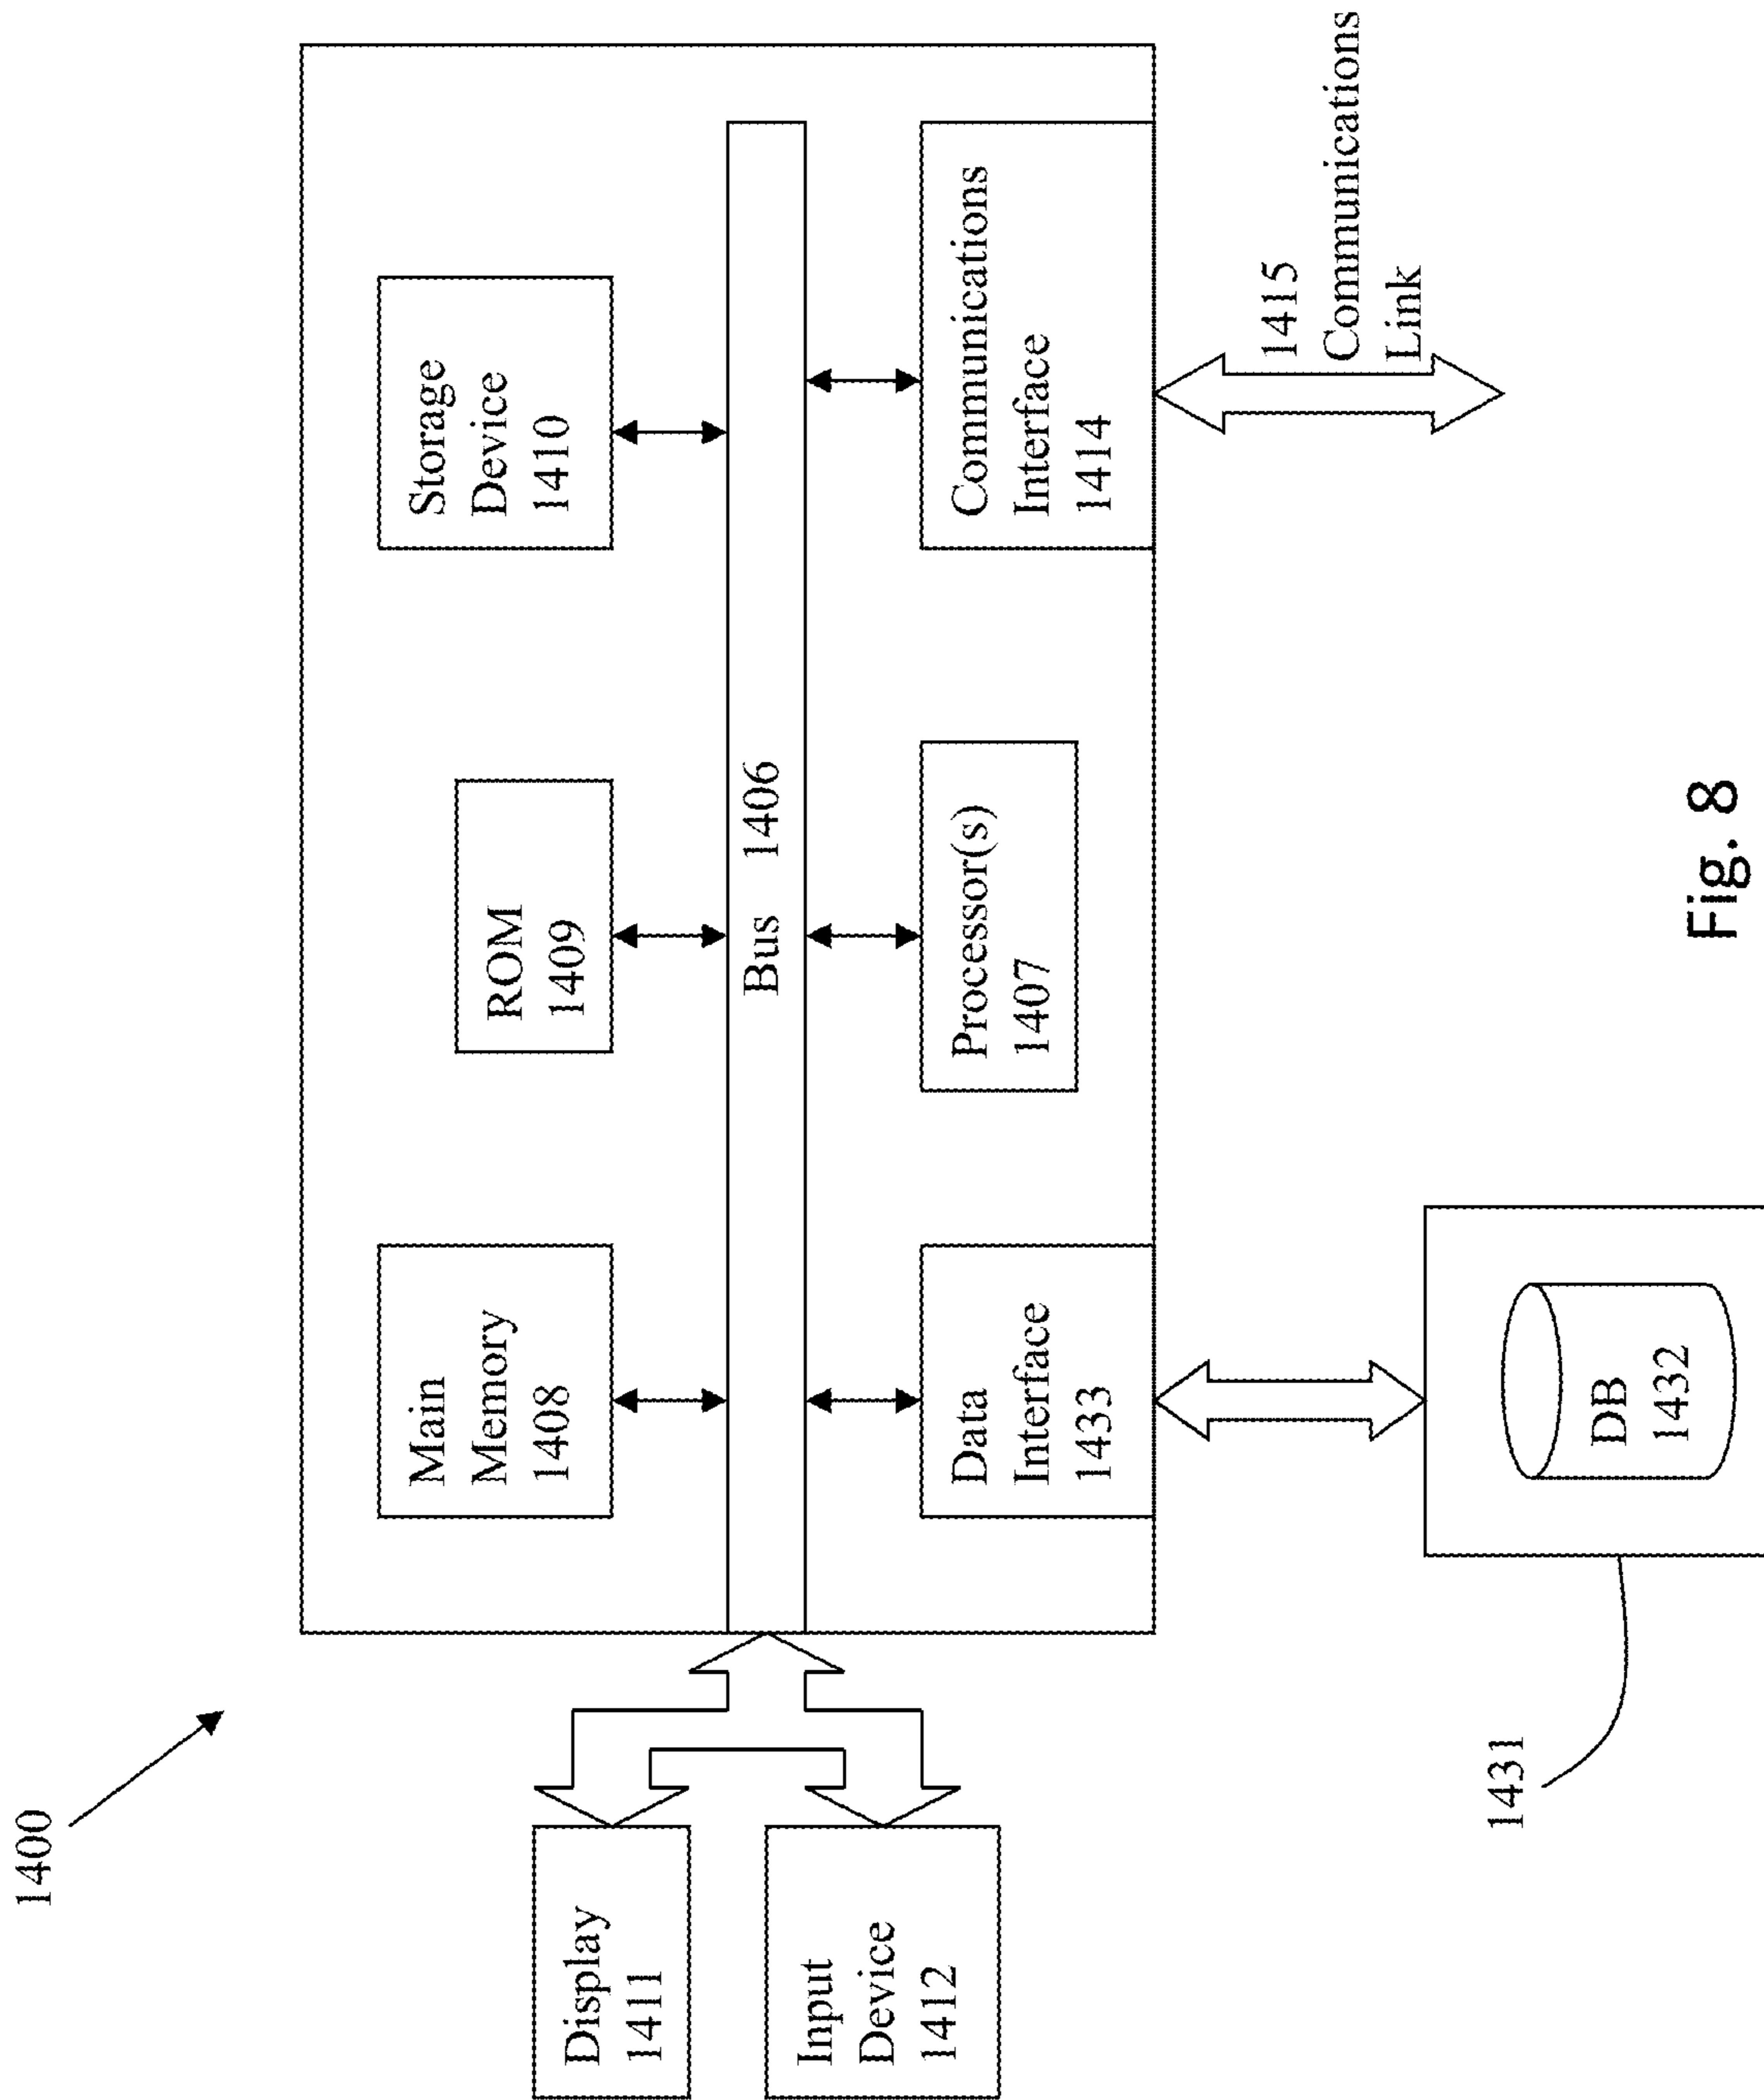 1400
Display
1411
Input
Device
1412
Main
Memory
1408
ROM
1409
Storage
Device
1410
Bus 1406
Data
Interface
1433
Processor(s)
1407
Communications
Interface
1414
1415
Communications
Link
1431
DB
1432
Fig. 8